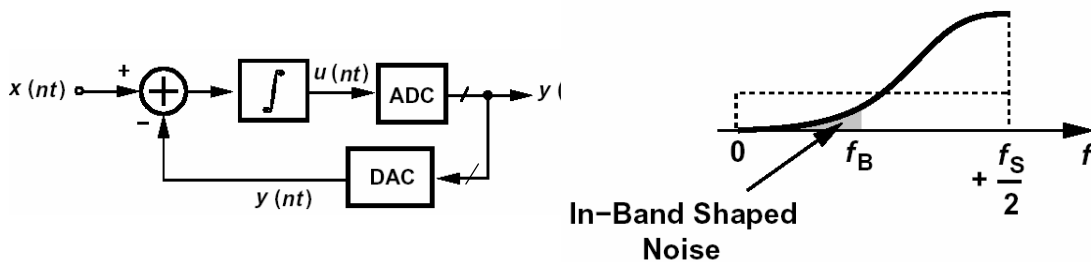 x (nt)
+
−
∫
u (nt)
ADC
y (
DAC
y (nt)
0
f_B
f
+ f_S/2
In−Band Shaped
Noise